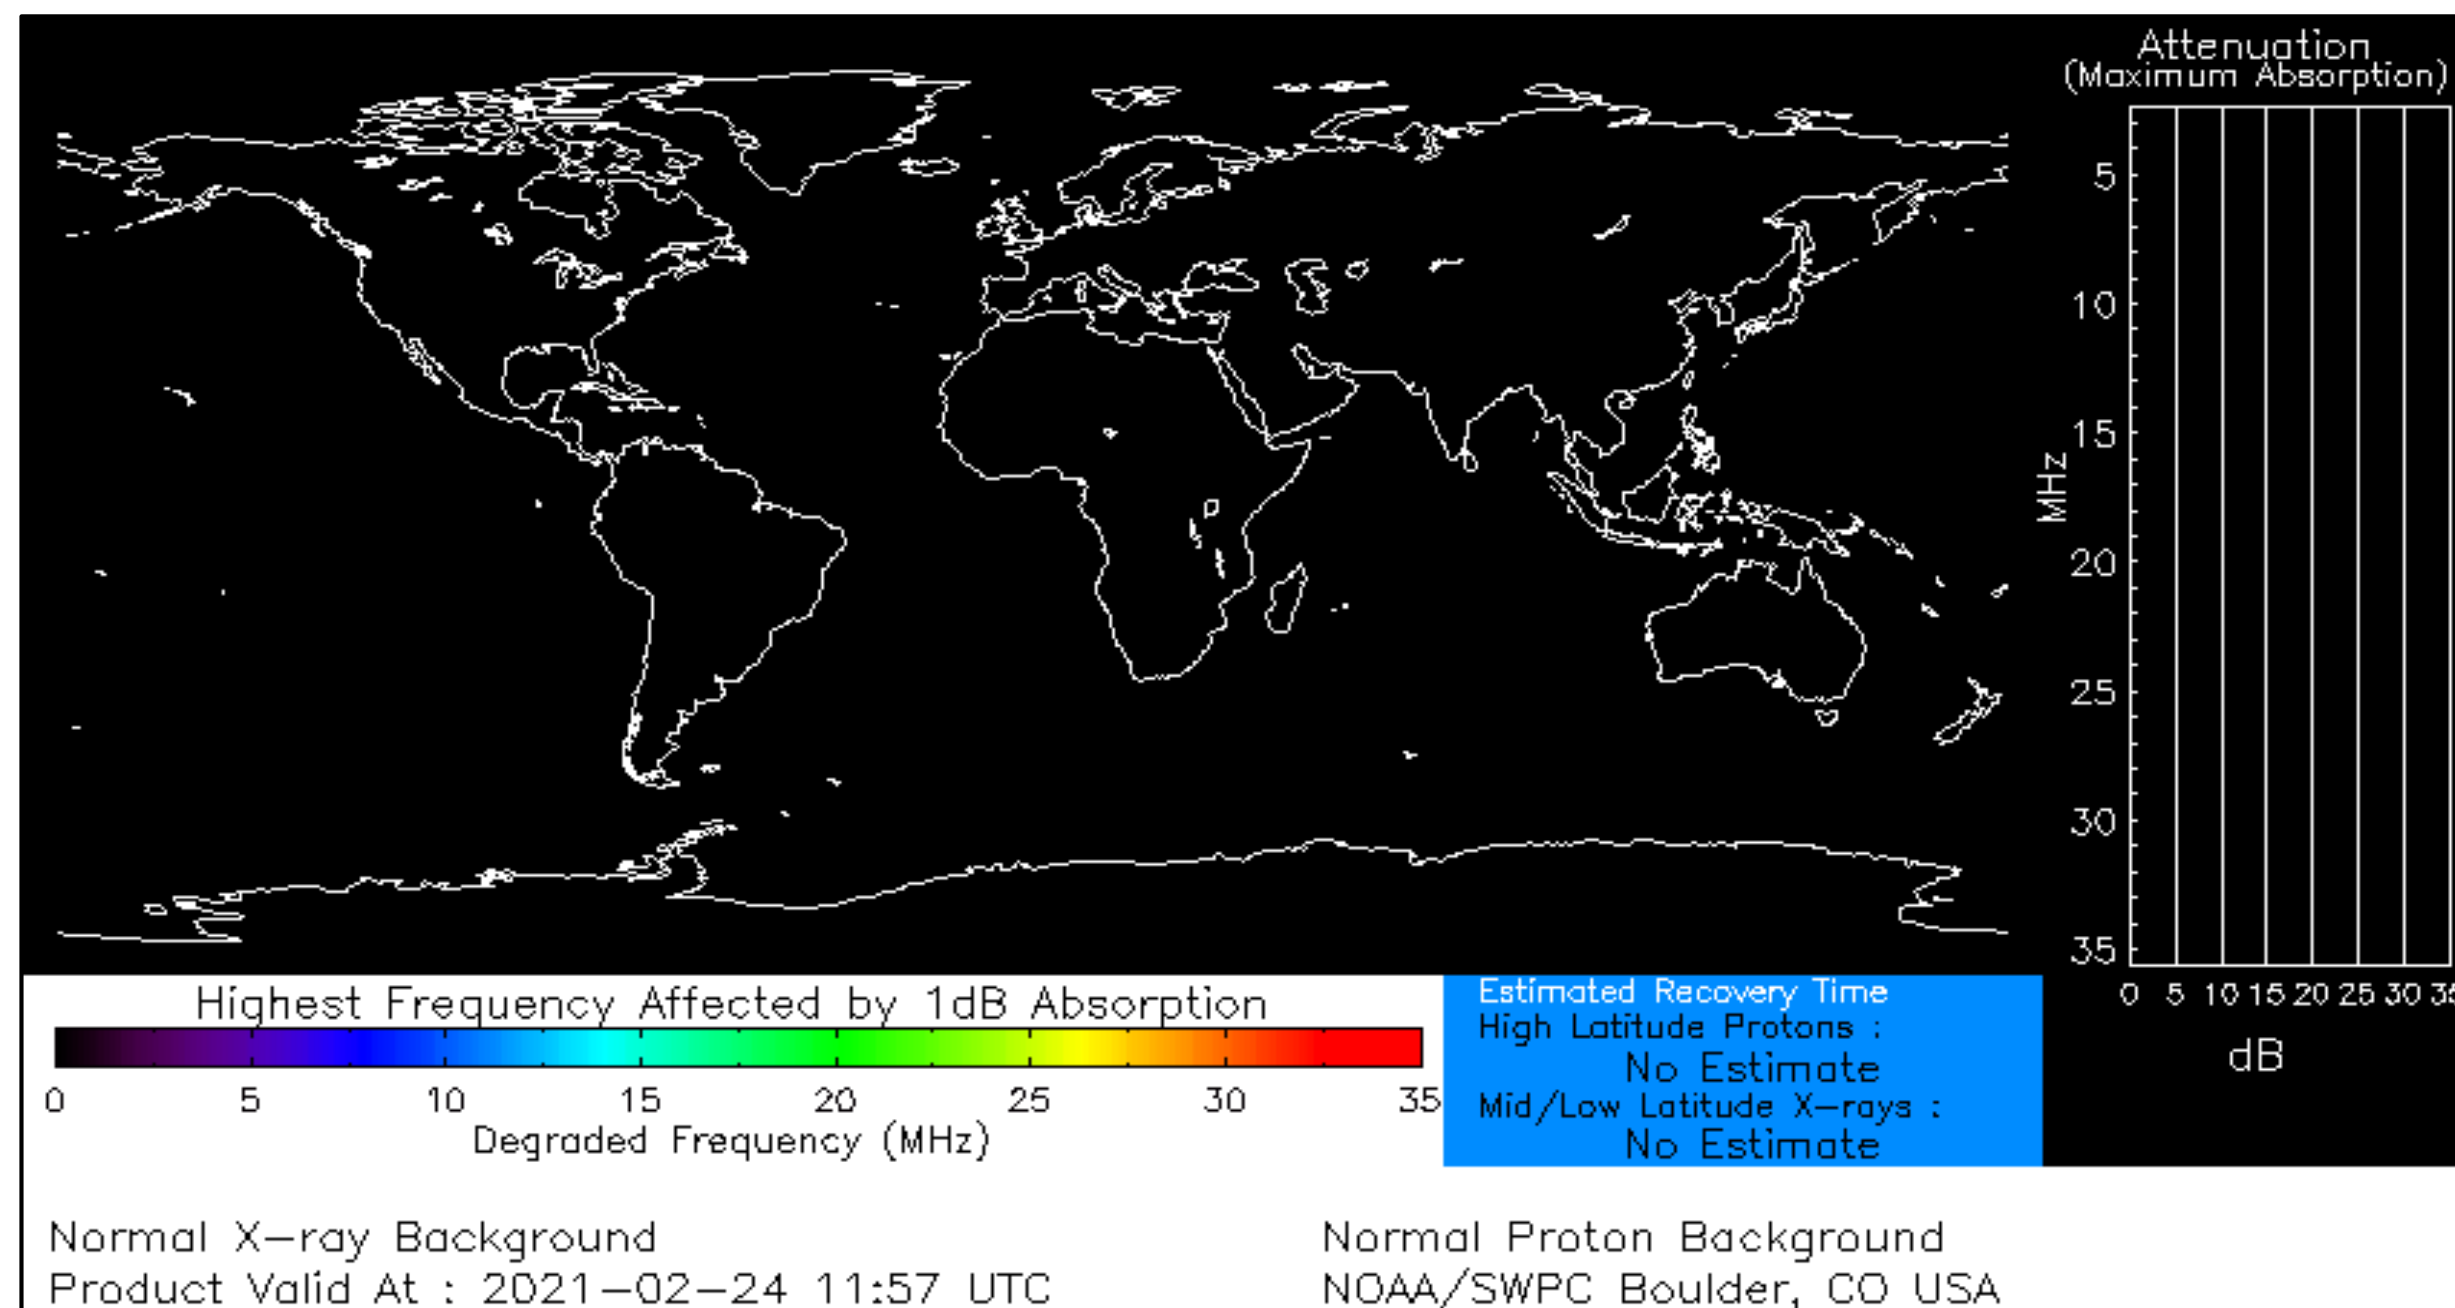 Attenuation
(Maximum Absorption)
5
10
15
20
25
30
35
MHz
0 5 10 15 20 25 30 35
dB
Highest Frequency Affected by 1dB Absorption
0 5 10 15 20 25 30 35
Degraded Frequency (MHz)
Estimated Recovery Time
High Latitude Protons :
No Estimate
Mid/Low Latitude X-rays :
No Estimate
Normal X-ray Background
Normal Proton Background
Product Valid At : 2021-02-24 11:57 UTC
NOAA/SWPC Boulder, CO USA